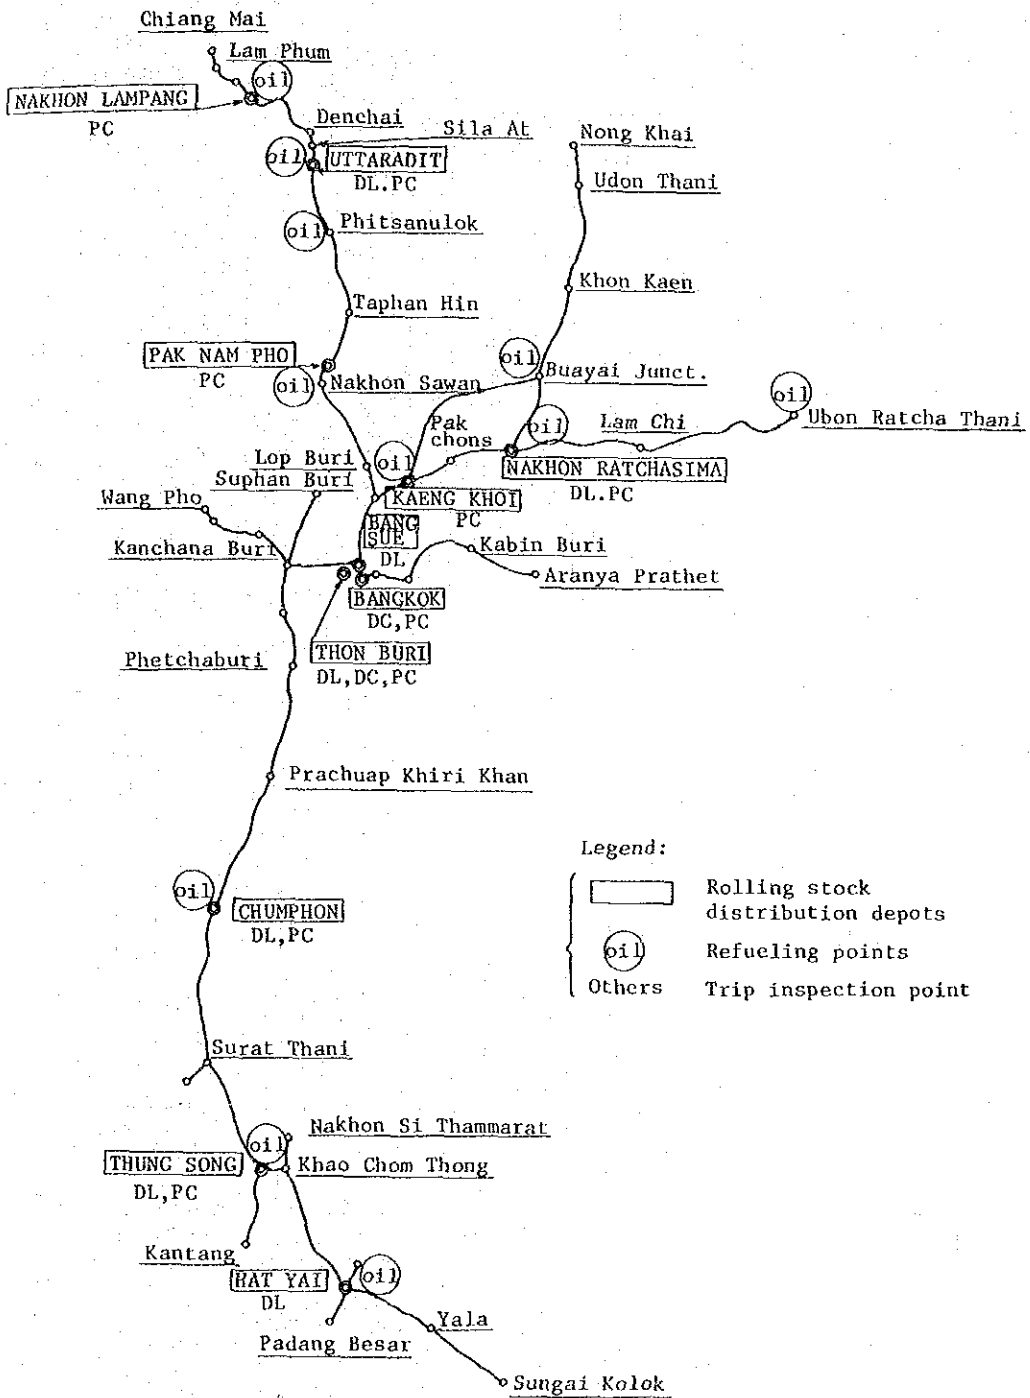 Chiang Mai
Lam Phum
oil
NAKHON LAMPANG
PC
Denchai
Sila At
oil
UTTARADIT
DL.PC
Nong Khai
Udon Thani
oil
Phitsanulok
Khon Kaen
Taphan Hin
PAK NAM PHO
PC
oil
Nakhon Sawan
oil
Buayai Junct.
oil
Ubon Ratcha Thani
Pak
chons
oil
Lam Chi
Lop Buri
oil
NAKHON RATCHASIMA
DL.PC
Suphan Buri
Wang Pho
KAENG KHOI
PC
Kanchana Buri
BANG
SUE
DL
Kabin Buri
Aranya Prathet
BANGKOK
DC,PC
THON BURI
DL,DC,PC
Phetchaburi
Prachuap Khiri Khan
Legend:
Rolling stock
distribution depots
oil
Refueling points
Others
Trip inspection point
oil
CHUMPHON
DL,PC
Surat Thani
Nakhon Si Thammarat
oil
THUNG SONG
DL,PC
Khao Chom Thong
Kantang
HAT YAI
DL
oil
Padang Besar
Yala
Sungai Kolok